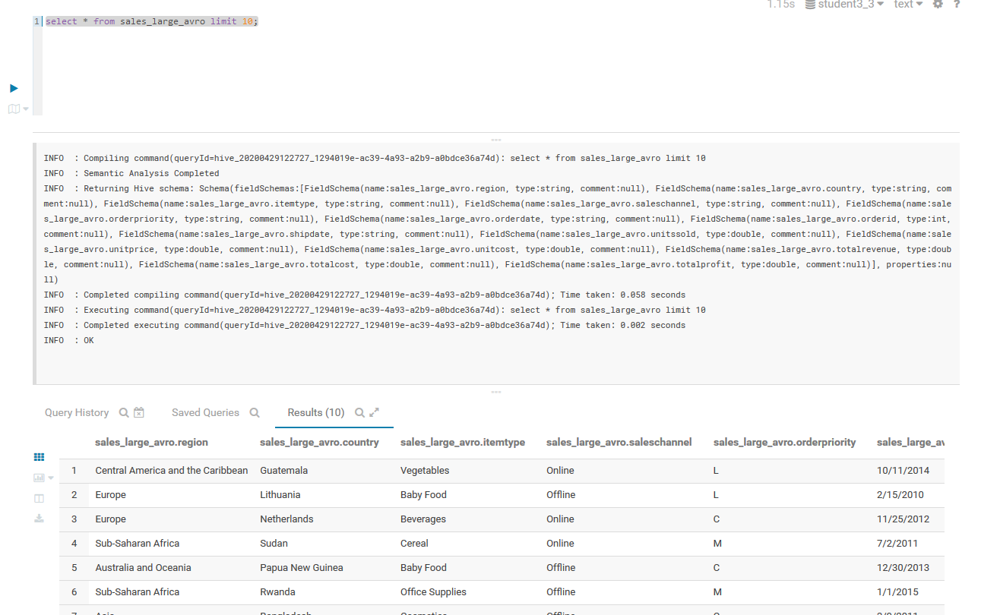 1.15s student3_3 text ?
1 select * from sales_large_avro limit 10;
INFO : Compiling command(queryId=hive_20200429122727_1294019e-ac39-4a93-a2b9-a0bdce36a74d): select * from sales_large_avro limit 10
INFO : Semantic Analysis Completed
INFO : Returning Hive schema: Schema(fieldSchemas:[FieldSchema(name:sales_large_avro.region, type:string, comment:null), FieldSchema(name:sales_large_avro.country, type:string, com
ment:null), FieldSchema(name:sales_large_avro.itemtype, type:string, comment:null), FieldSchema(name:sales_large_avro.saleschannel, type:string, comment:null), FieldSchema(name:sale
s_large_avro.orderpriority, type:string, comment:null), FieldSchema(name:sales_large_avro.orderdate, type:string, comment:null), FieldSchema(name:sales_large_avro.orderid, type:int,
comment:null), FieldSchema(name:sales_large_avro.shipdate, type:string, comment:null), FieldSchema(name:sales_large_avro.unitssold, type:double, comment:null), FieldSchema(name:sale
s_large_avro.unitprice, type:double, comment:null), FieldSchema(name:sales_large_avro.unitcost, type:double, comment:null), FieldSchema(name:sales_large_avro.totalrevenue, type:doub
le, comment:null), FieldSchema(name:sales_large_avro.totalcost, type:double, comment:null), FieldSchema(name:sales_large_avro.totalprofit, type:double, comment:null)], properties:nu
ll)
INFO : Completed compiling command(queryId=hive_20200429122727_1294019e-ac39-4a93-a2b9-a0bdce36a74d); Time taken: 0.058 seconds
INFO : Executing command(queryId=hive_20200429122727_1294019e-ac39-4a93-a2b9-a0bdce36a74d): select * from sales_large_avro limit 10
INFO : Completed executing command(queryId=hive_20200429122727_1294019e-ac39-4a93-a2b9-a0bdce36a74d); Time taken: 0.002 seconds
INFO : OK
Query History Saved Queries Results (10)
sales_large_avro.region sales_large_avro.country sales_large_avro.itemtype sales_large_avro.saleschannel sales_large_avro.orderpriority sales_large_av
1 Central America and the Caribbean Guatemala Vegetables Online L 10/11/2014
2 Europe Lithuania Baby Food Offline L 2/15/2010
3 Europe Netherlands Beverages Online C 11/25/2012
4 Sub-Saharan Africa Sudan Cereal Online M 7/2/2011
5 Australia and Oceania Papua New Guinea Baby Food Offline C 12/30/2013
6 Sub-Saharan Africa Rwanda Office Supplies Offline M 1/1/2015